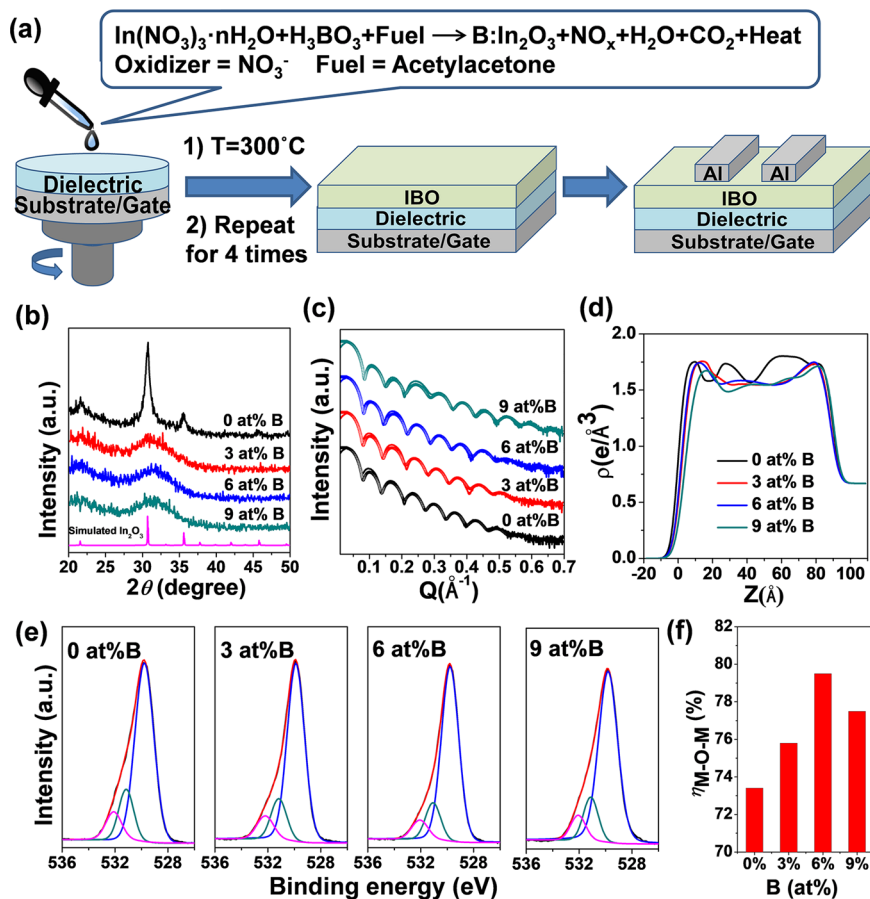 (a)
In(NO₃)₃·nH₂O+H₃BO₃+Fuel → B:In₂O₃+NOₓ+H₂O+CO₂+Heat
Oxidizer = NO₃⁻ Fuel = Acetylacetone
Dielectric
Substrate/Gate
1) T=300˚C
2) Repeat
for 4 times
IBO
Dielectric
Substrate/Gate
Al Al
IBO
Dielectric
Substrate/Gate
(b)
Intensity (a.u.)
0 at% B
3 at% B
6 at% B
9 at% B
Simulated In₂O₃
20 25 30 35 40 45 50
2θ (degree)
(c)
Intensity (a.u.)
9 at%B
6 at%B
3 at%B
0 at%B
0.1 0.2 0.3 0.4 0.5 0.6 0.7
Q(Å⁻¹)
(d)
ρ(e/Å³)
2.0
1.8
1.2
0.6
0.0
0 at% B
3 at% B
6 at% B
9 at% B
0 20 40 60 80 100
Z(Å)
(e)
Intensity (a.u.)
0 at%B
3 at%B
6 at%B
9 at%B
536 532 528
536 532 528
536 532 528
536 532 528
Binding energy (eV)
(f)
ηM-O-M (%)
82
80
78
76
74
72
70
0% 3% 6% 9%
B (at%)